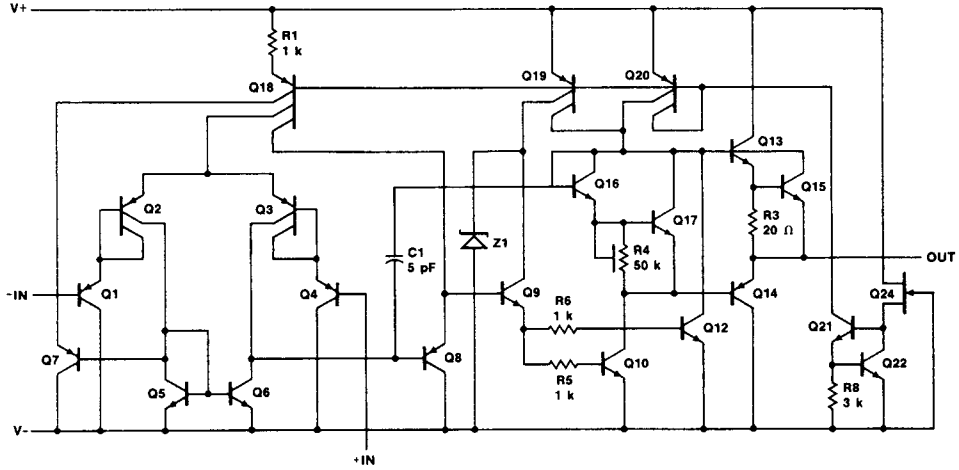 V+
R1
1 k
Q18
Q19
Q20
Q13
Q16
Q15
Q2
Q3
Q17
R3
20 Ω
C1
5 pF
Z1
R4
50 k
OUT
-IN
Q1
Q4
Q9
R6
1 k
Q14
Q24
Q12
Q21
Q7
Q8
Q10
Q22
Q5
Q6
R5
1 k
R8
3 k
V-
+IN